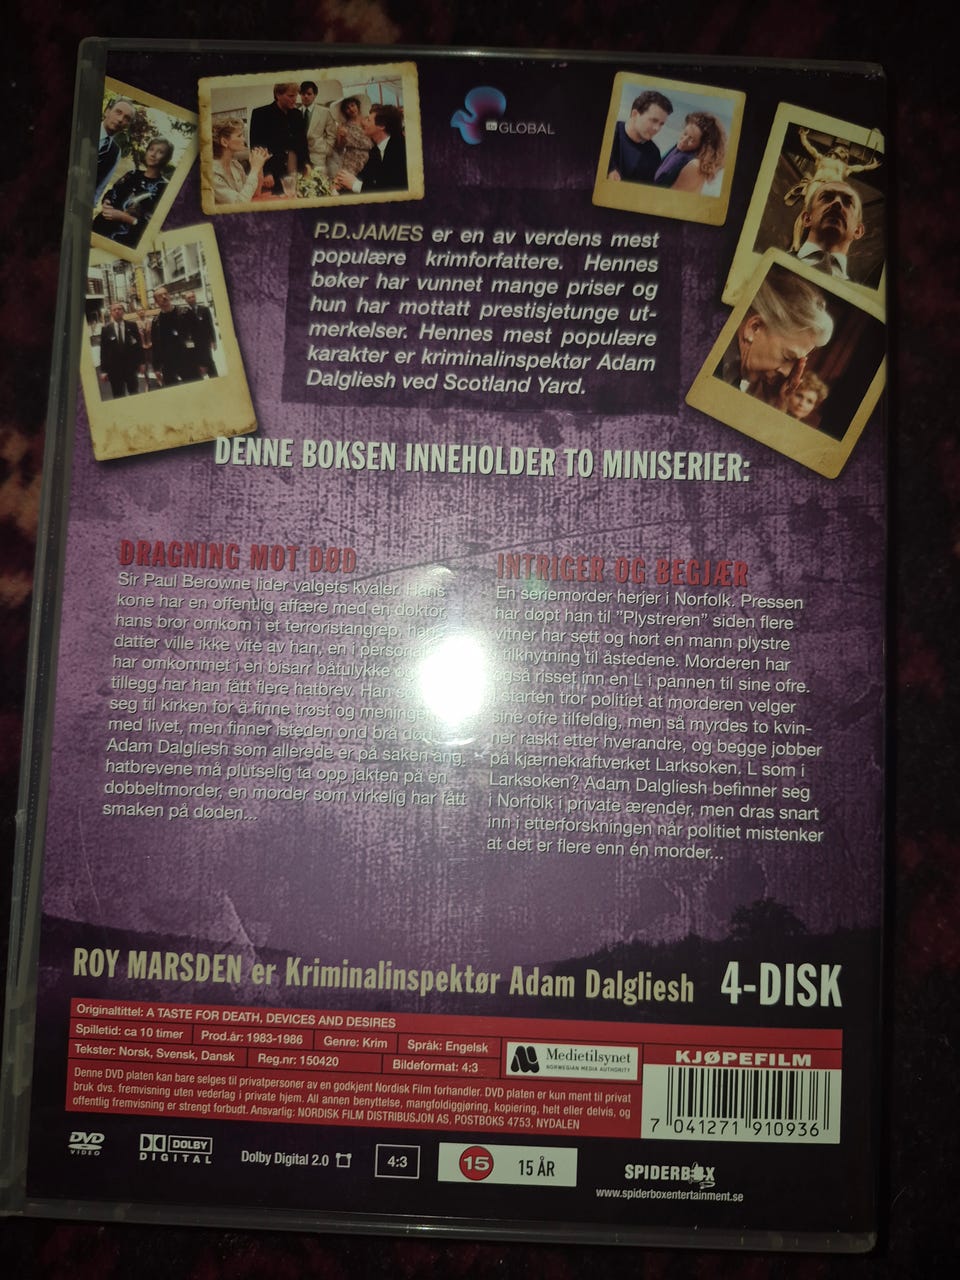 GLOBAL
P.D.JAMES er en av verdens mest
populære krimforfattere. Hennes
bøker har vunnet mange priser og
hun har mottatt prestisjetunge ut-
merkelser. Hennes mest populære
karakter er kriminalinspektør Adam
Dalgliesh ved Scotland Yard.
DENNE BOKSEN INNEHOLDER TO MINISERIER:
DRAGNING MOT DØD
Sir Paul Berowne lider valgets kvaler. Hans
kone har en offentlig affære med en doktor,
hans bror omkom i et terroristangrep, hans
datter ville ikke vite av han, en i
har omkommet i en bisarr båtulykke
tillegg har han fått flere hatbrev. Han
seg til kirken for å finne trøst og
med livet, men finner isteden ond brå
Adam Dalgliesh som allerede er på saken ang.
hatbrevene må plutselig ta opp jakten på en
dobbeltmorder, en morder som virkelig har fått
smaken på døden...
INTRIGER OG BEGJÆR
En seriemorder herjer i Norfolk. Pressen
har døpt han til "Plystreren" siden flere
vitner har sett og hørt en mann plystre
tilknytning til åstedene. Morderen har
også risset inn en L i pannen til sine ofre.
I starten tror politiet at morderen velger
sine ofre tilfeldig, men så myrdes to kvin-
ner raskt etter hverandre, og begge jobber
på kjærnekraftverket Larksoken. L som i
Larksoken? Adam Dalgliesh befinner seg
i Norfolk i private ærender, men dras snart
inn i etterforskningen når politiet mistenker
at det er flere enn én morder...
ROY MARSDEN er Kriminalinspektør Adam Dalgliesh 4-DISK
Originaltittel: A TASTE FOR DEATH, DEVICES AND DESIRES
Spilletid: ca 10 timer Prod.år: 1983-1986 Genre: Krim Språk: Engelsk
Tekster: Norsk, Svensk, Dansk Reg.nr: 150420 Bildeformat: 4:3
Medietilsynet
NORWEGIAN MEDIA AUTHORITY
KJØPEFILM
Denne DVD platen kan bare selges til privatpersoner av en godkjent Nordisk Film forhandler. DVD platen er kun ment til privat
bruk dvs. fremvisning uten vederlag i private hjem. All annen benyttelse, mangfoldiggjøring, kopiering, helt eller delvis, og
offentlig fremvisning er strengt forbudt. Ansvarlig: NORDISK FILM DISTRIBUSJON AS, POSTBOKS 4753, NYDALEN
7 041271 910936
DVD
VIDEO
DOLBY
DIGITAL
Dolby Digital 2.0
4:3
15 15 ÅR
SPIDERBOX
www.spiderboxentertainment.se